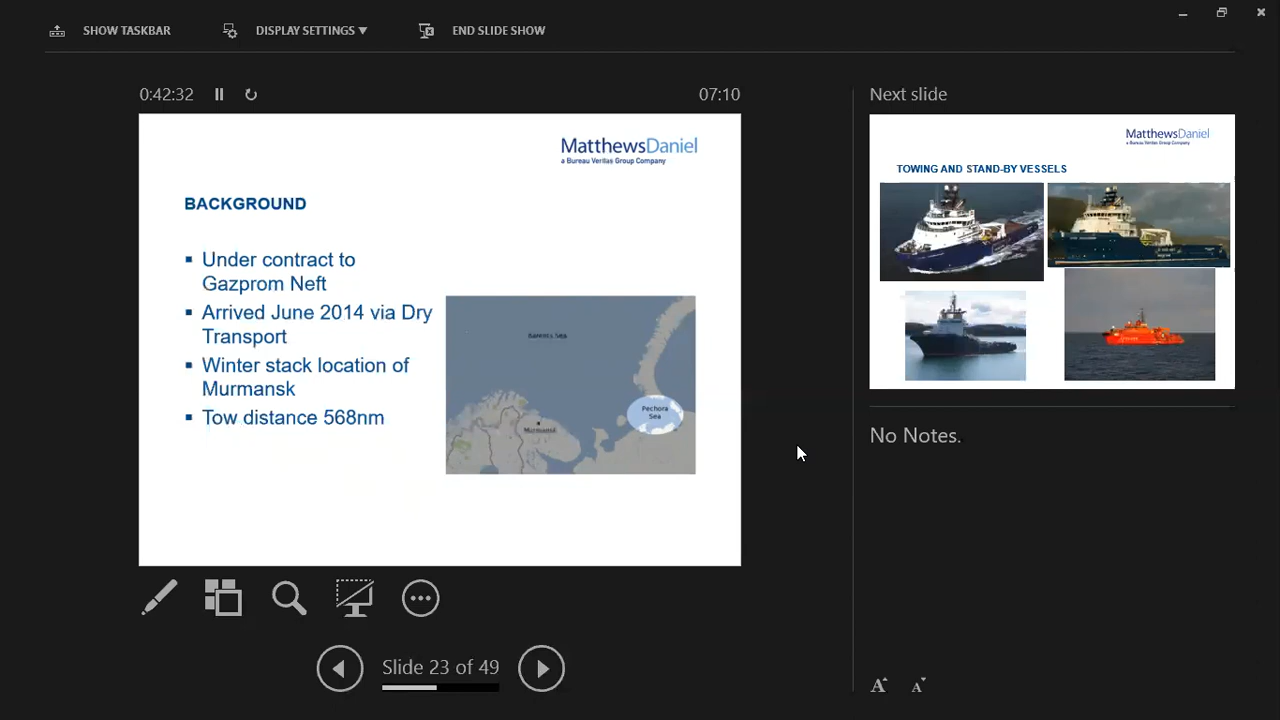 SHOW TASKBAR
DISPLAY SETTINGS ▾
END SLIDE SHOW
0:42:32
07:10
MatthewsDaniel
a Bureau Veritas Group Company
BACKGROUND
▪ Under contract to
Gazprom Neft
▪ Arrived June 2014 via Dry
Transport
▪ Winter stack location of
Murmansk
▪ Tow distance 568nm
Barents Sea
Pechora
Sea
Murmansk
Slide 23 of 49
Next slide
MatthewsDaniel
a Bureau Veritas Group Company
TOWING AND STAND-BY VESSELS
No Notes.
A A